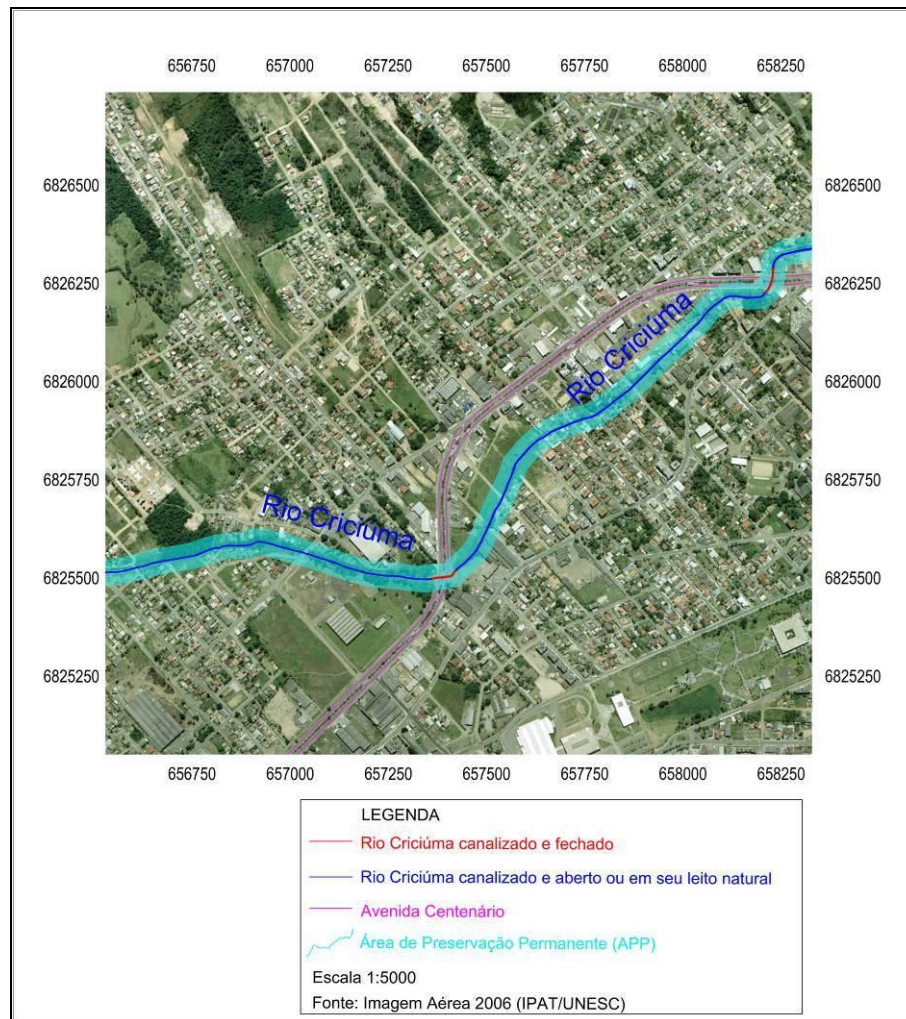 656750 657000 657250 657500 657750 658000 658250
6826500 6826500
6826250 6826250
Rio Criciúma
6826000 6826000
6825750 6825750
Rio Criciúma
6825500 6825500
6825250 6825250
656750 657000 657250 657500 657750 658000 658250
LEGENDA
Rio Criciúma canalizado e fechado
Rio Criciúma canalizado e aberto ou em seu leito natural
Avenida Centenário
Área de Preservação Permanente (APP)
Escala 1:5000
Fonte: Imagem Aérea 2006 (IPAT/UNESC)